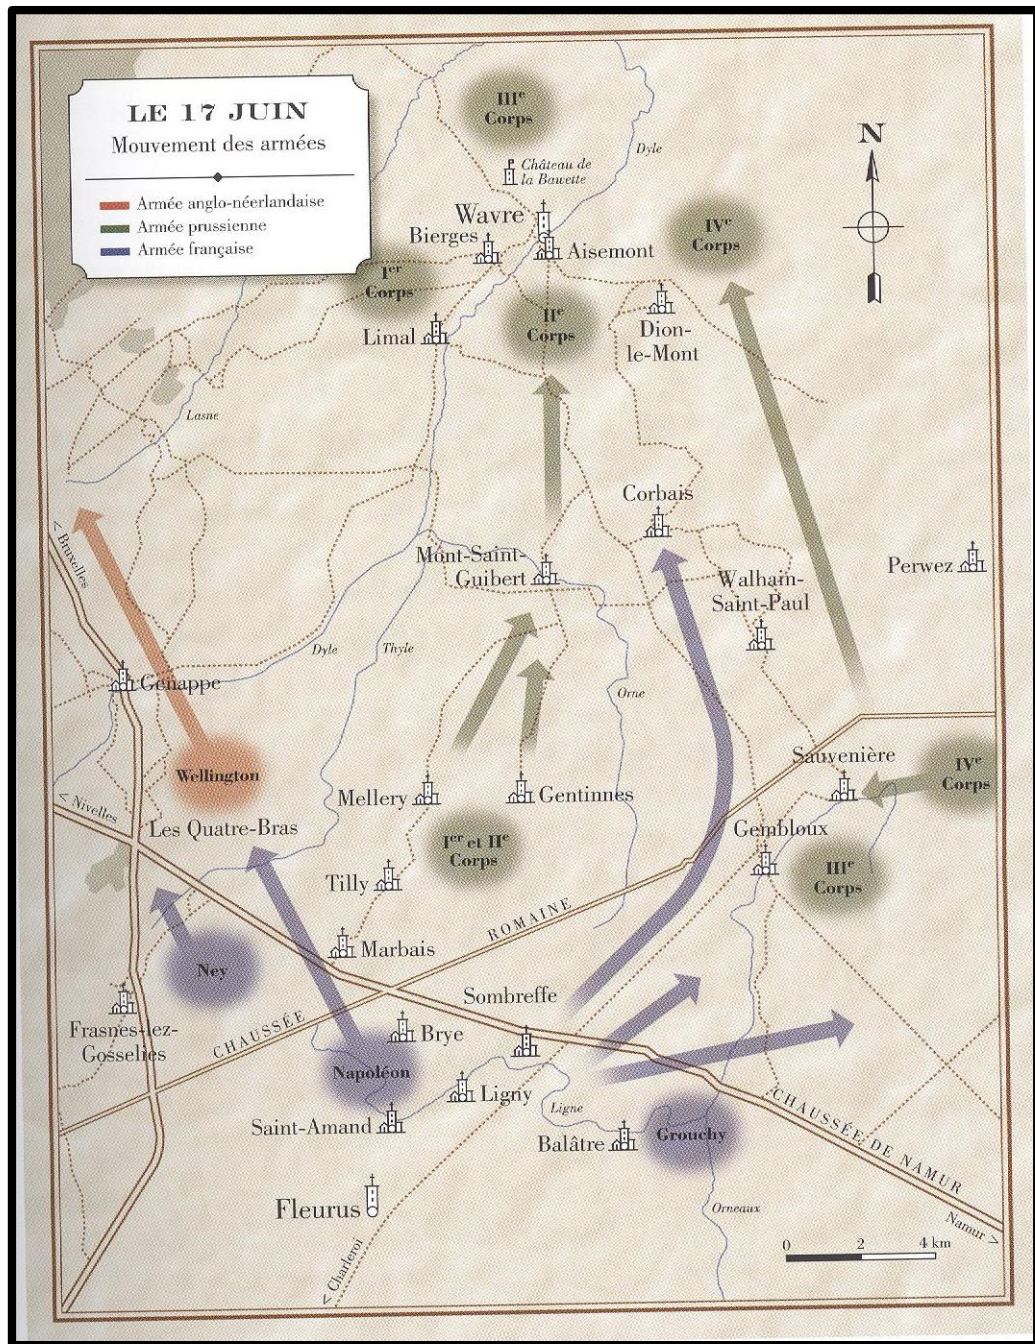 LE 17 JUIN
Mouvement des armées
Armée anglo-néerlandaise
Armée prussienne
Armée française
IIIe
Corps
Château de
la Bawette
Dyle
N
Wavre
Bierges
Aisemont
IVe
Corps
Ier
Corps
IIe
Corps
Limal
Dion-
le-Mont
Lasne
Corbais
< Bruxelles
Mont-Saint-
Guibert
Perwez
Walhain-
Saint-Paul
Dyle
Thyle
Orne
Genappe
Wellington
Sauvenière
IVe
Corps
< Nivelles
Mellery
Gentinnes
Les Quatre-Bras
Ier et IIe
Corps
Gembloux
IIIe
Corps
Tilly
ROMAINE
Marbais
Ney
Sombreffe
Frasnes-lez-
Gosselies
CHAUSSÉE
Brye
Napoléon
Ligny
Ligne
Saint-Amand
Balâtre
Grouchy
CHAUSSÉE DE NAMUR
Fleurus
Orneaux
Namur >
< Charleroi
0 2 4 km